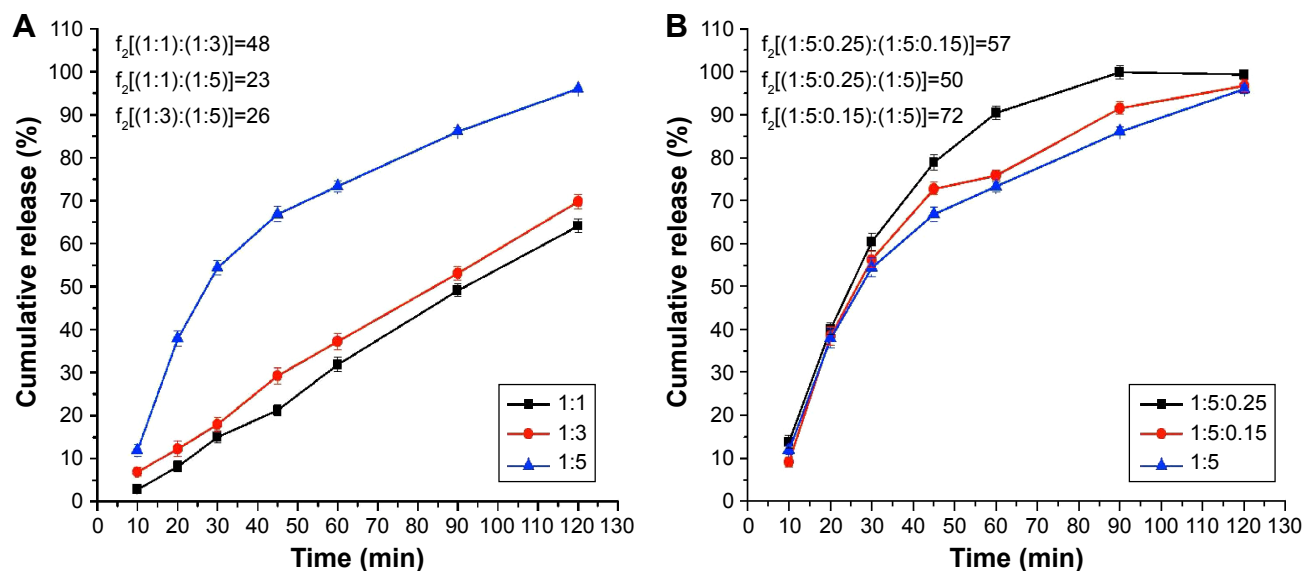 A
f2[(1:1):(1:3)]=48
f2[(1:1):(1:5)]=23
f2[(1:3):(1:5)]=26
110
100
90
80
70
60
50
40
30
20
10
0
Cumulative release (%)
1:1
1:3
1:5
0 10 20 30 40 50 60 70 80 90 100 110 120 130
Time (min)
B
f2[(1:5:0.25):(1:5:0.15)]=57
f2[(1:5:0.25):(1:5)]=50
f2[(1:5:0.15):(1:5)]=72
110
100
90
80
70
60
50
40
30
20
10
0
Cumulative release (%)
1:5:0.25
1:5:0.15
1:5
0 10 20 30 40 50 60 70 80 90 100 110 120 130
Time (min)